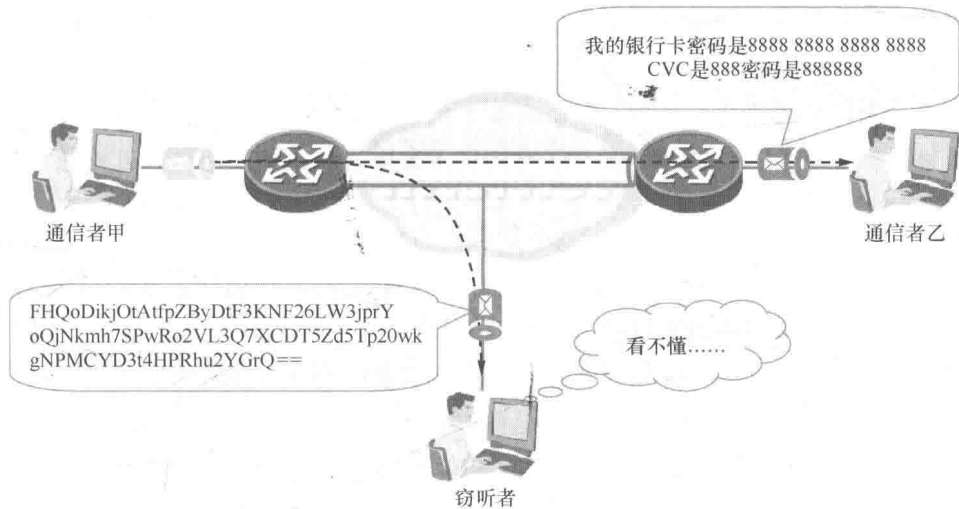 我的银行卡密码是8888 8888 8888 8888
CVC是888密码是888888
通信者甲
通信者乙
FHQoDikjOtAtfpZByDtF3KNF26LW3jprY
oQjNkmh7SPwRo2VL3Q7XCDT5Zd5Tp20wk
gNPMCYD3t4HPRhu2YGrQ==
看不懂……
窃听者